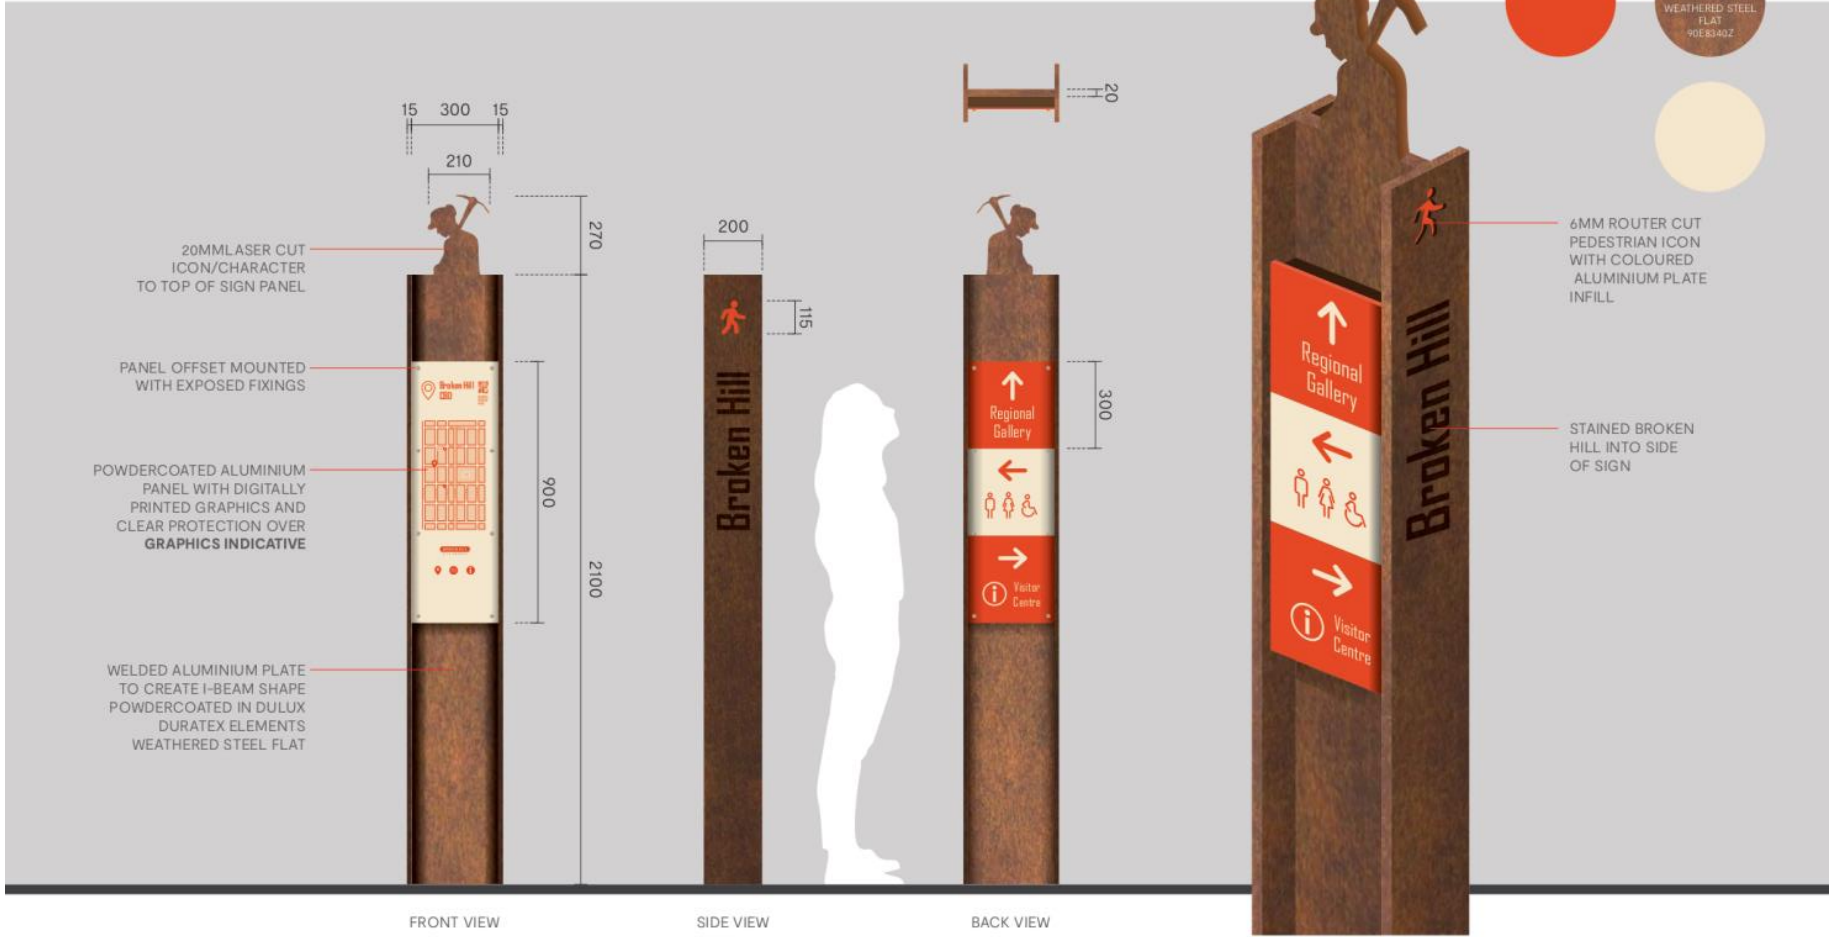 WEATHERED STEEL
FLAT
90E8340Z
15 300 15
210
270
20MMLASER CUT
ICON/CHARACTER
TO TOP OF SIGN PANEL
PANEL OFFSET MOUNTED
WITH EXPOSED FIXINGS
POWDERCOATED ALUMINIUM
PANEL WITH DIGITALLY
PRINTED GRAPHICS AND
CLEAR PROTECTION OVER
GRAPHICS INDICATIVE
WELDED ALUMINIUM PLATE
TO CREATE I-BEAM SHAPE
POWDERCOATED IN DULUX
DURATEX ELEMENTS
WEATHERED STEEL FLAT
Broken Hill
CBD
900
2100
FRONT VIEW
200
115
Broken Hill
SIDE VIEW
20
Regional
Gallery
300
Visitor
Centre
BACK VIEW
Regional
Gallery
Visitor
Centre
Broken Hill
6MM ROUTER CUT
PEDESTRIAN ICON
WITH COLOURED
ALUMINIUM PLATE
INFILL
STAINED BROKEN
HILL INTO SIDE
OF SIGN